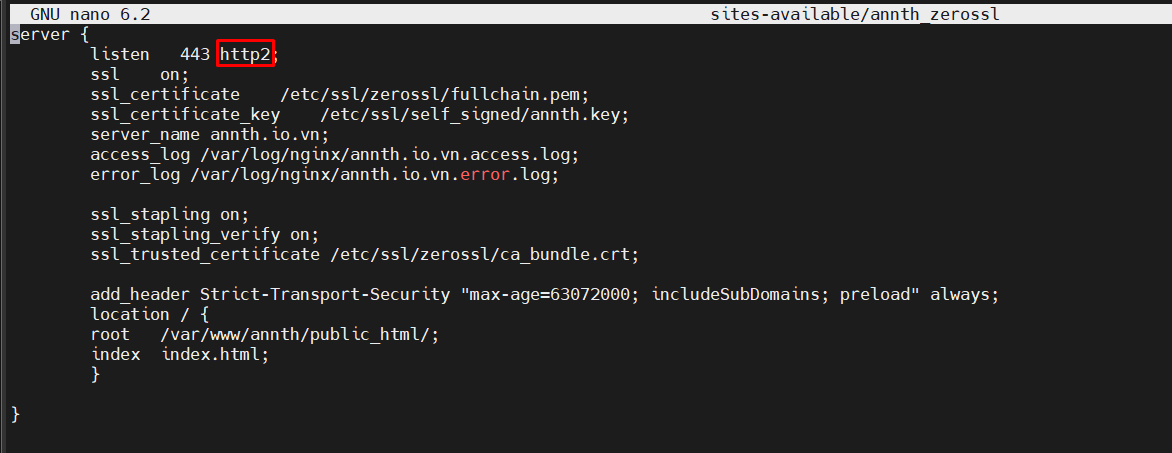 GNU nano 6.2 sites-available/annth_zerossl
server {
listen 443 http2;
ssl on;
ssl_certificate /etc/ssl/zerossl/fullchain.pem;
ssl_certificate_key /etc/ssl/self_signed/annth.key;
server_name annth.io.vn;
access_log /var/log/nginx/annth.io.vn.access.log;
error_log /var/log/nginx/annth.io.vn.error.log;
ssl_stapling on;
ssl_stapling_verify on;
ssl_trusted_certificate /etc/ssl/zerossl/ca_bundle.crt;
add_header Strict-Transport-Security "max-age=63072000; includeSubDomains; preload" always;
location / {
root /var/www/annth/public_html/;
index index.html;
}
}